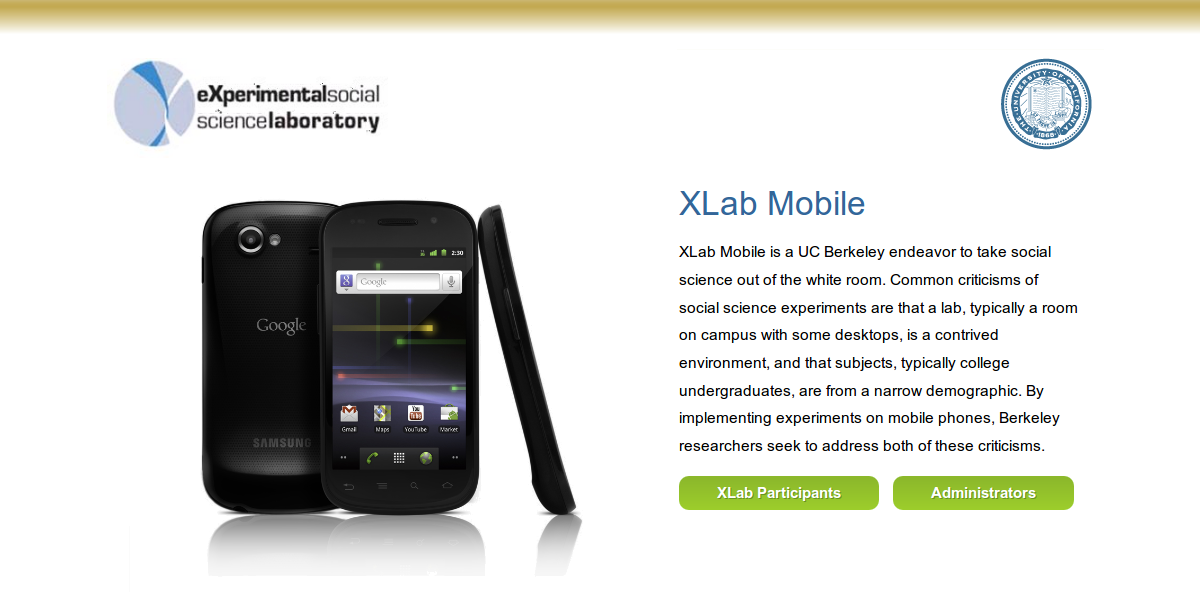 eXperimentalsocial
sciencelaboratory
THE UNIVERSITY OF CALIFORNIA
1868
XLab Mobile
XLab Mobile is a UC Berkeley endeavor to take social
science out of the white room. Common criticisms of
social science experiments are that a lab, typically a room
on campus with some desktops, is a contrived
environment, and that subjects, typically college
undergraduates, are from a narrow demographic. By
implementing experiments on mobile phones, Berkeley
researchers seek to address both of these criticisms.
XLab Participants Administrators
2:30
Google
Google
Gmail Maps YouTube Market
SAMSUNG